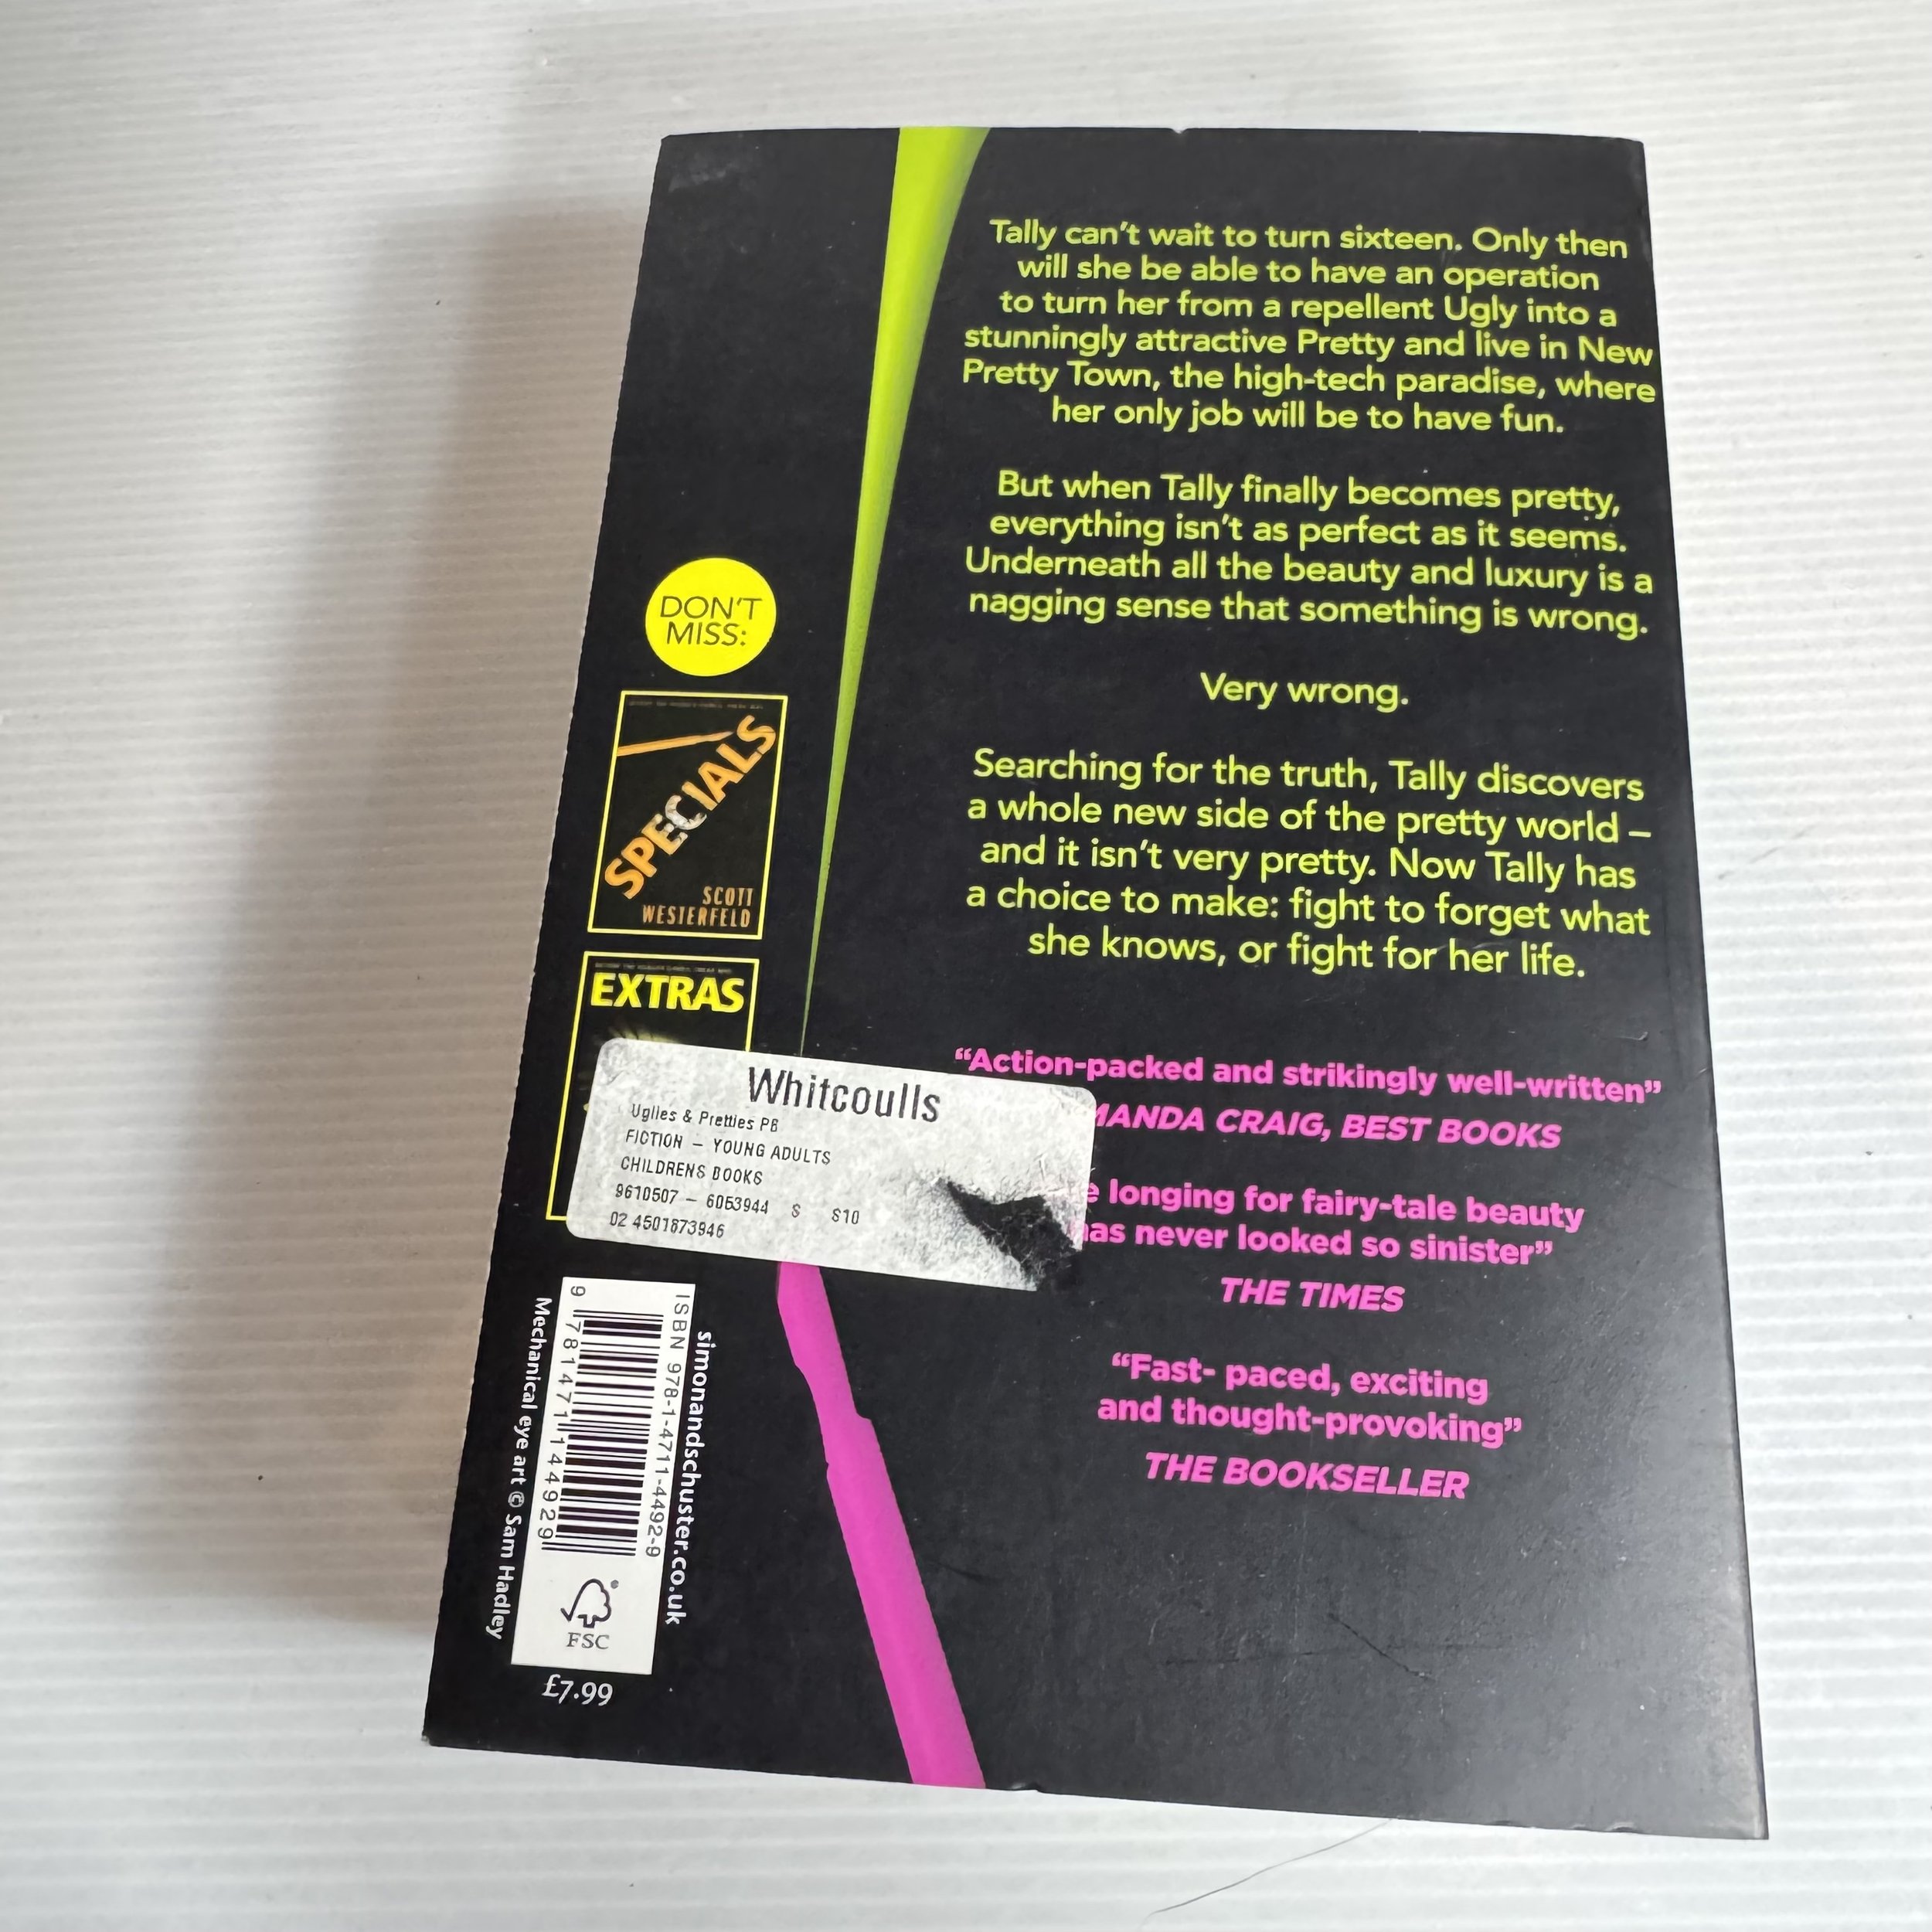 Tally can't wait to turn sixteen. Only then
will she be able to have an operation
to turn her from a repellent Ugly into a
stunningly attractive Pretty and live in New
Pretty Town, the high-tech paradise, where
her only job will be to have fun.
But when Tally finally becomes pretty,
everything isn't as perfect as it seems.
Underneath all the beauty and luxury is a
nagging sense that something is wrong.
Very wrong.
Searching for the truth, Tally discovers
a whole new side of the pretty world –
and it isn't very pretty. Now Tally has
a choice to make: fight to forget what
she knows, or fight for her life.
"Action-packed and strikingly well-written"
MANDA CRAIG, BEST BOOKS
e longing for fairy-tale beauty
has never looked so sinister"
THE TIMES
"Fast- paced, exciting
and thought-provoking"
THE BOOKSELLER
DON'T
MISS:
SPECIALS
SCOTT
WESTERFELD
EXTRAS
Whitcoulls
Uglies & Pretties PB
FICTION – YOUNG ADULTS
CHILDRENS BOOKS
9610507 – 6053944 S $10
02 4501873946
simonandschuster.co.uk
ISBN 978-1-4711-4492-9
9 781471 144929
Mechanical eye art © Sam Hadley
FSC
£7.99